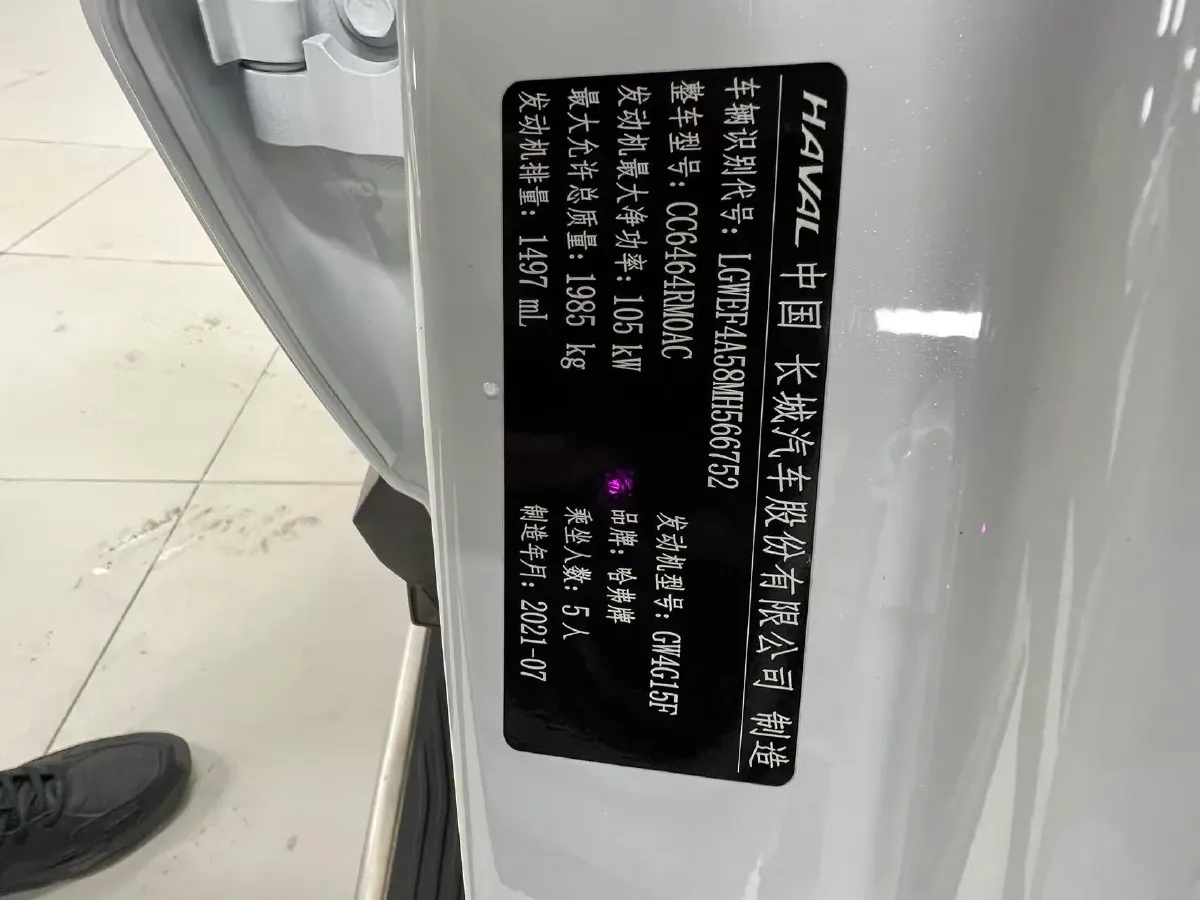 HAVAL 中国 长城汽车股份有限公司 制造
车辆识别代号: LGWEF4A58MH566752
整车型号: CC6464RM0AC 发动机型号: GW4G15F
发动机最大净功率: 105 kW 品牌: 哈弗牌
最大允许总质量: 1985 kg 乘坐人数: 5人
发动机排量: 1497 mL 制造年月: 2021-07